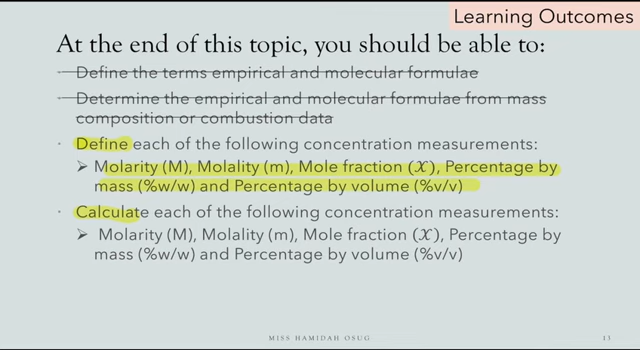 Learning Outcomes
At the end of this topic, you should be able to:
· Define the terms empirical and molecular formulae
· Determine the empirical and molecular formulae from mass
composition or combustion data
· Define each of the following concentration measurements:
➢ Molarity (M), Molality (m), Mole fraction (𝒳), Percentage by
mass (%w/w) and Percentage by volume (%v/v)
· Calculate each of the following concentration measurements:
➢ Molarity (M), Molality (m), Mole fraction (𝒳), Percentage by
mass (%w/w) and Percentage by volume (%v/v)
MISS HAMIDAH OSUG
13